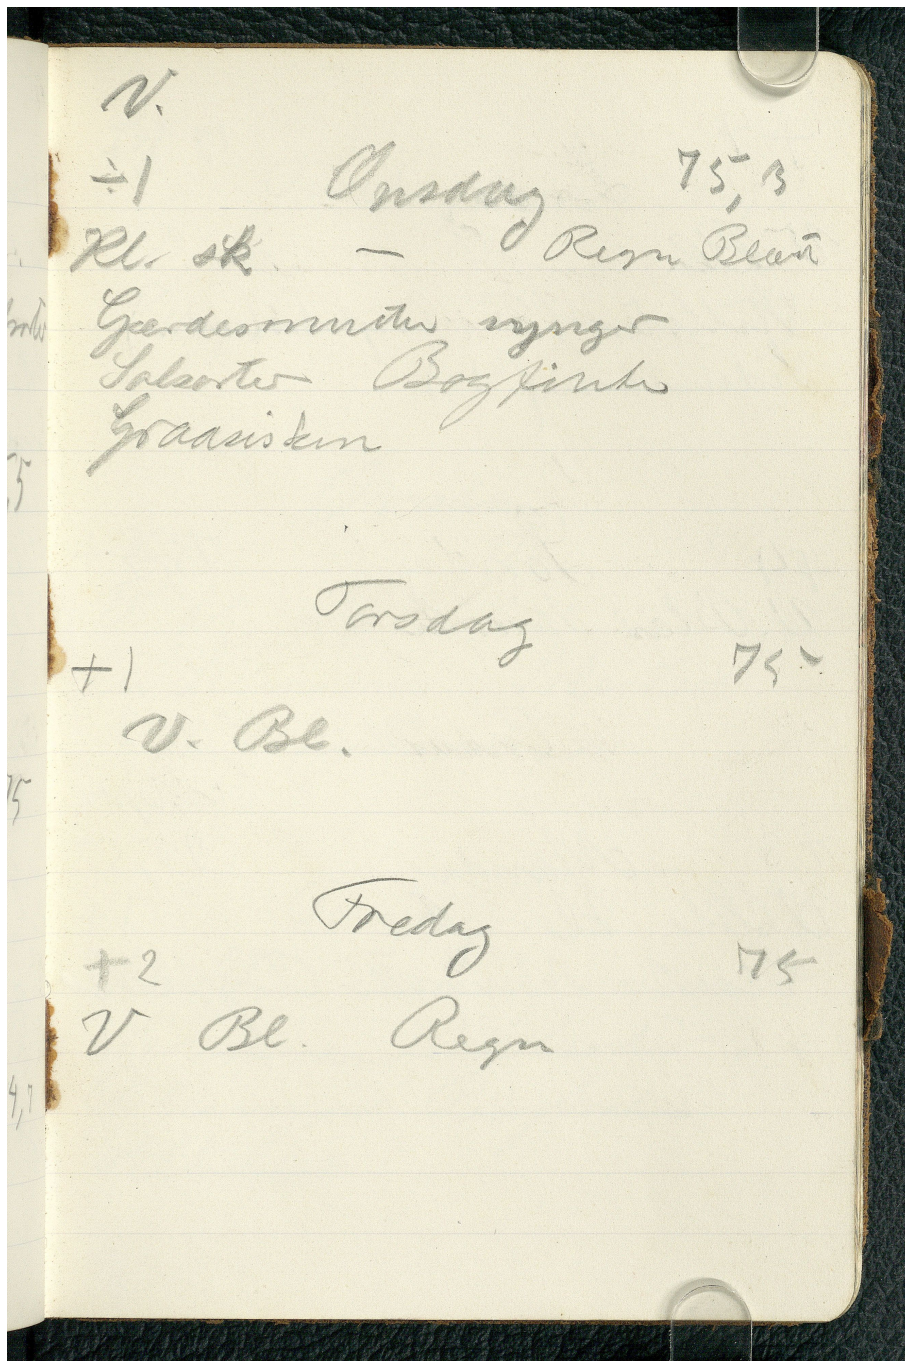 V.
÷1 Onsdag 75,3
Kl. sk. — Regn Blæst
Gærdesmutte synger
Solsorter Bogfinke
Graasisken
Torsdag
+1 75
V. Bl.
Fredag
+2 75
V Bl. Regn